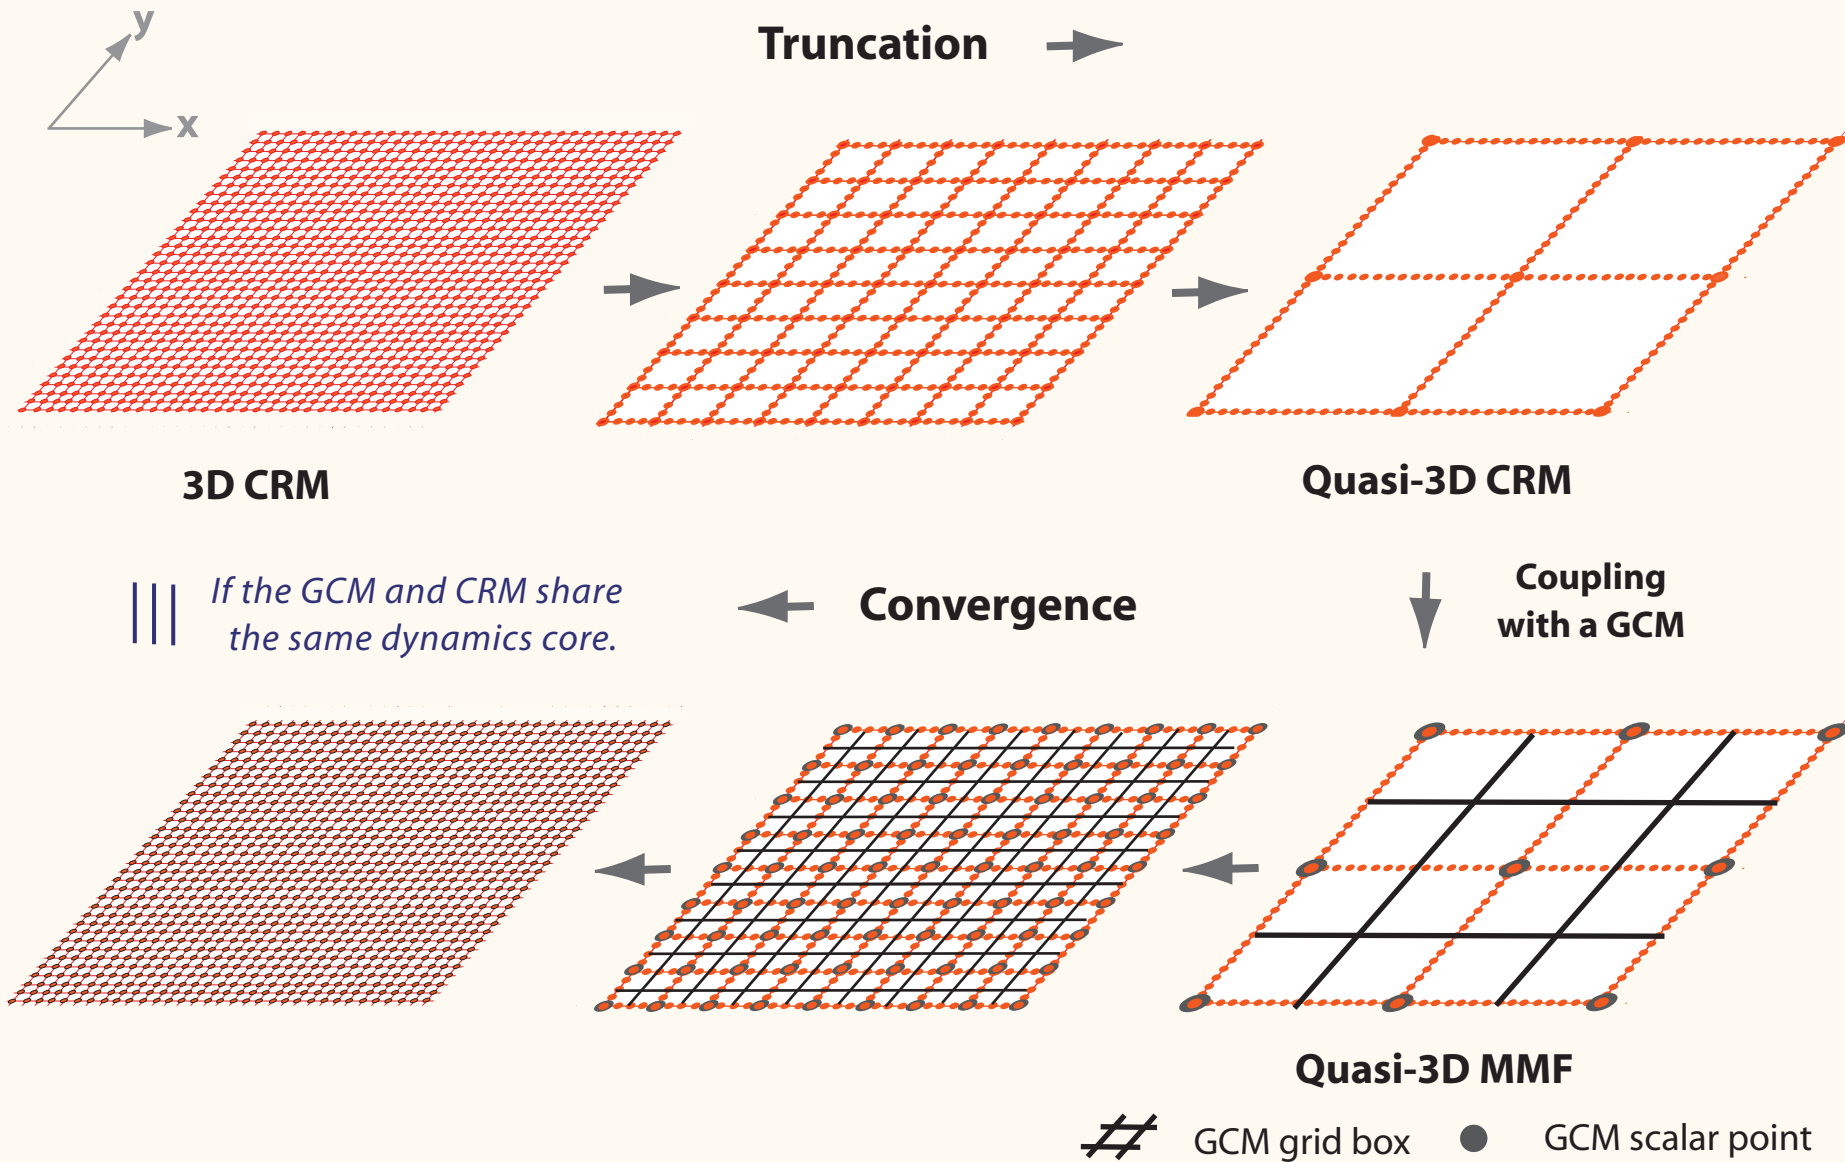 y
x
Truncation
3D CRM
Quasi-3D CRM
If the GCM and CRM share
the same dynamics core.
Convergence
Coupling
with a GCM
Quasi-3D MMF
GCM grid box
GCM scalar point